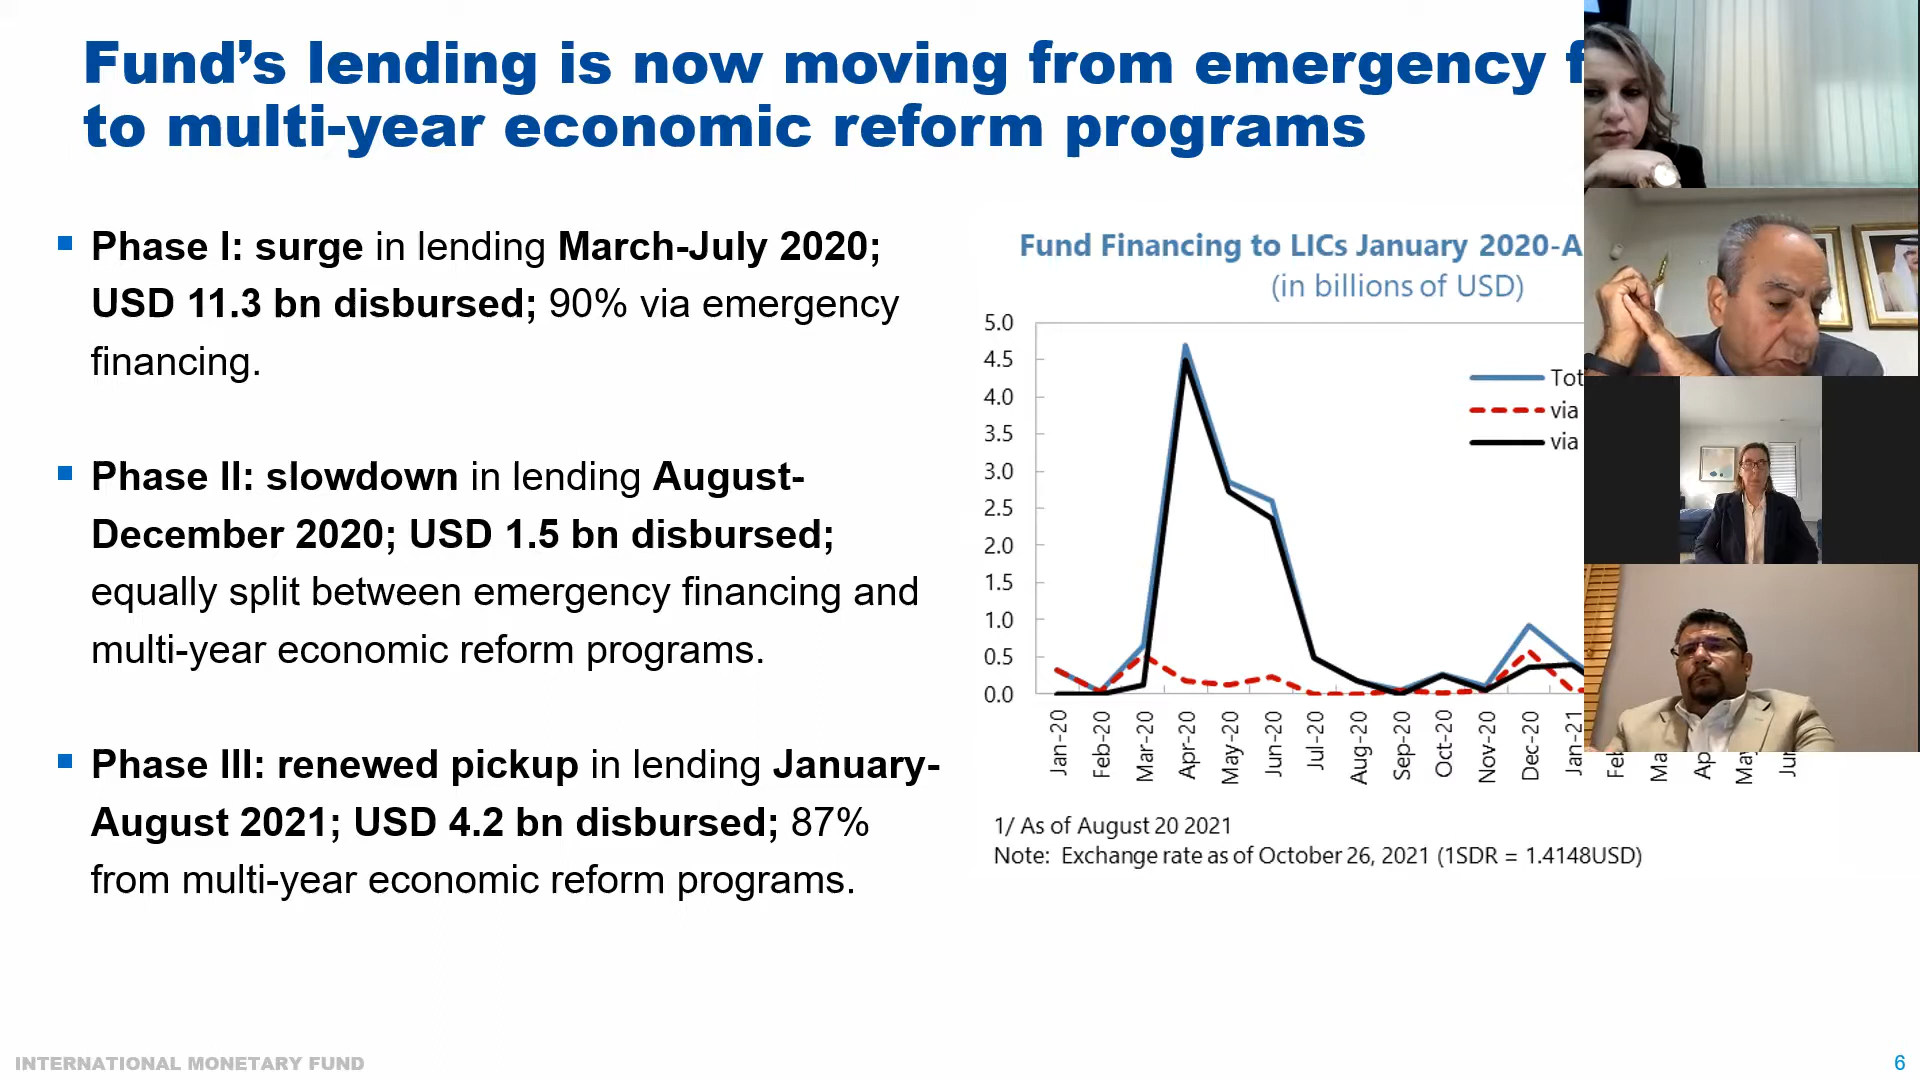 Fund's lending is now moving from emergency
to multi-year economic reform programs
Phase I: surge in lending March-July 2020;
USD 11.3 bn disbursed; 90% via emergency
financing.
Phase II: slowdown in lending August-
December 2020; USD 1.5 bn disbursed;
equally split between emergency financing and
multi-year economic reform programs.
Phase III: renewed pickup in lending January-
August 2021; USD 4.2 bn disbursed; 87%
from multi-year economic reform programs.
Fund Financing to LICs January 2020-A
(in billions of USD)
5.0
4.5
4.0
3.5
3.0
2.5
2.0
1.5
1.0
0.5
0.0
Tot
via
via
Jan-20
Feb-20
Mar-20
Apr-20
May-20
Jun-20
Jul-20
Aug-20
Sep-20
Oct-20
Nov-20
Dec-20
Jan-21
Feb
Ma
Ap
May
Jun
1/ As of August 20 2021
Note: Exchange rate as of October 26, 2021 (1SDR = 1.4148USD)
INTERNATIONAL MONETARY FUND
6